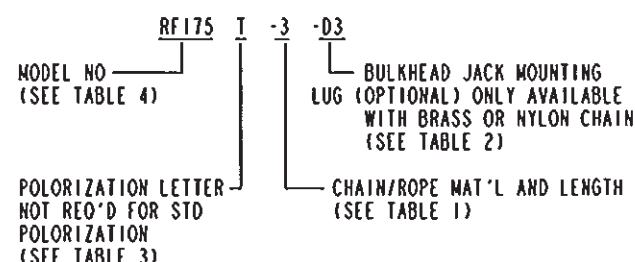 RF175 T -3 -D3
MODEL NO
(SEE TABLE 4)
BULKHEAD JACK MOUNTING
LUG (OPTIONAL) ONLY AVAILABLE
WITH BRASS OR NYLON CHAIN
(SEE TABLE 2)
POLORIZATION LETTER
NOT REQ'D FOR STD
POLORIZATION
(SEE TABLE 3)
CHAIN/ROPE MAT'L AND LENGTH
(SEE TABLE 1)